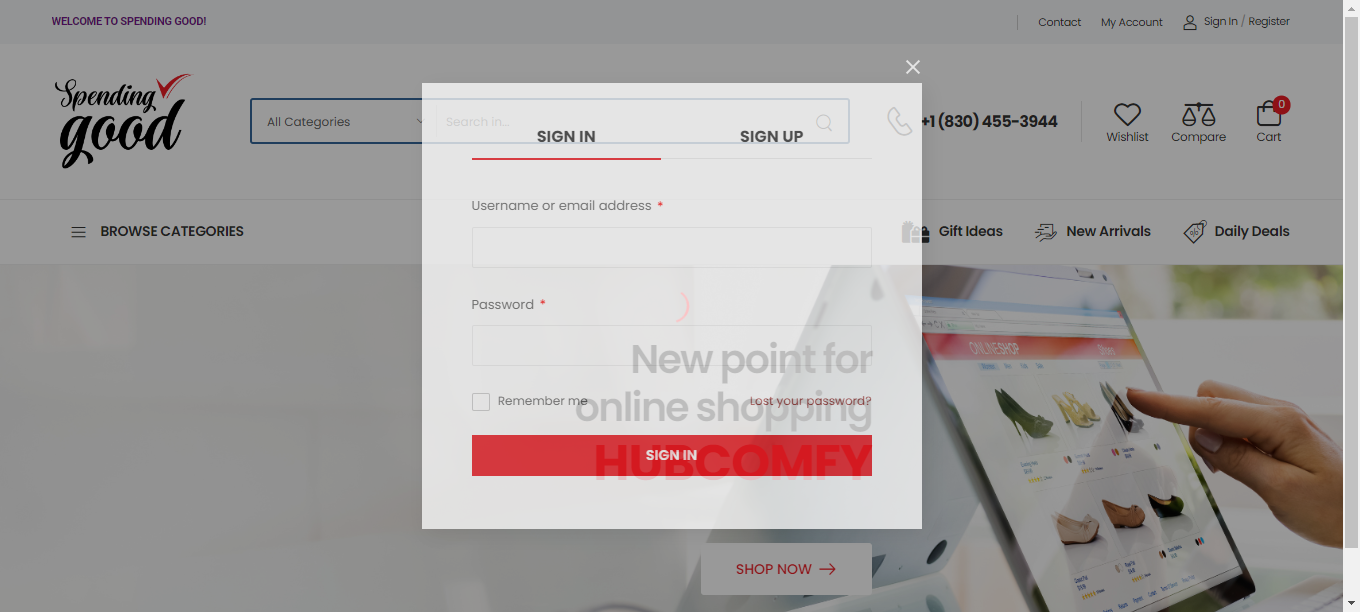 WELCOME TO SPENDING GOOD!
Contact
My Account
Sign In / Register
Spending
good
All Categories
Search in...
+1 (830) 455-3944
Wishlist
Compare
0
Cart
SIGN IN
SIGN UP
BROWSE CATEGORIES
Gift Ideas
New Arrivals
Daily Deals
Username or email address *
Password *
Remember me
Lost your password?
SIGN IN
New point for
online shopping
HUBCOMFY
SHOP NOW
ONLINESHOP